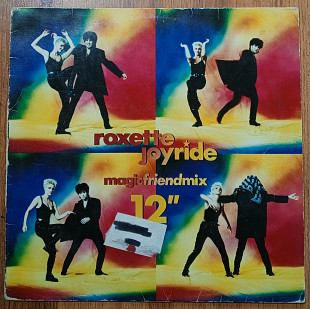 roxette
joyride
magic friendmix
12"